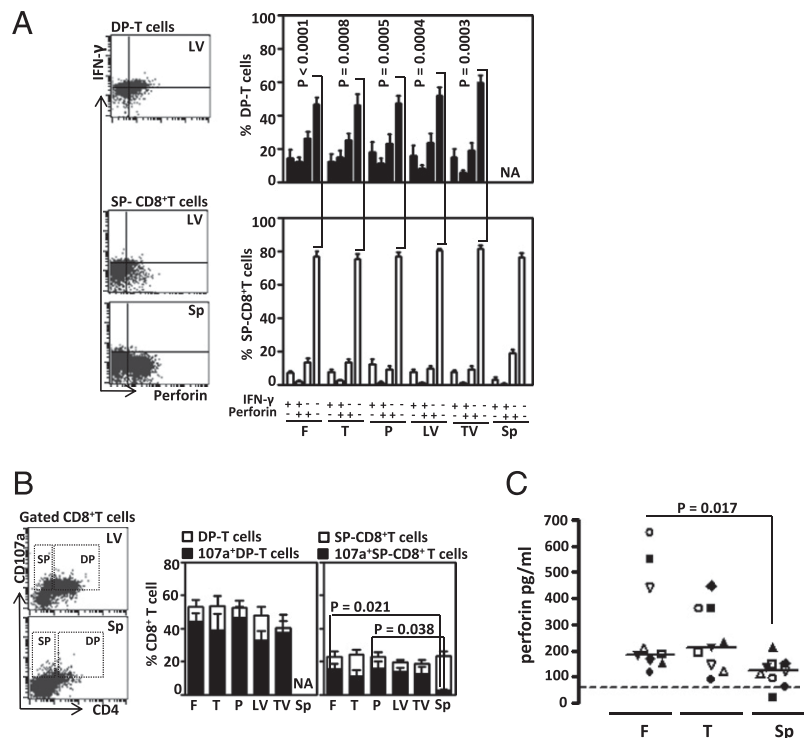 A
DP-T cells
LV
IFN-γ
SP- CD8⁺T cells
LV
Sp
Perforin
% DP-T cells
100
80
60
40
20
0
P < 0.0001
P = 0.0008
P = 0.0005
P = 0.0004
P = 0.0003
NA
% SP-CD8⁺T cells
80
60
40
20
0
IFN-γ + + - - + + - - + + - - + + - - + + - - + + - -
Perforin - + + - - + + - - + + - - + + - - + + - - + + -
F T P LV TV Sp
B
Gated CD8⁺T cells
LV
SP DP
CD107a
Sp
SP DP
CD4
DP-T cells
107a⁺DP-T cells
SP-CD8⁺T cells
107a⁺SP-CD8⁺ T cells
% CD8⁺ T cell
80
60
40
20
0
NA
P = 0.021
P = 0.038
F T P LV TV Sp
F T P LV TV Sp
C
P = 0.017
perforin pg/ml
700
600
500
400
300
200
100
0
F T Sp